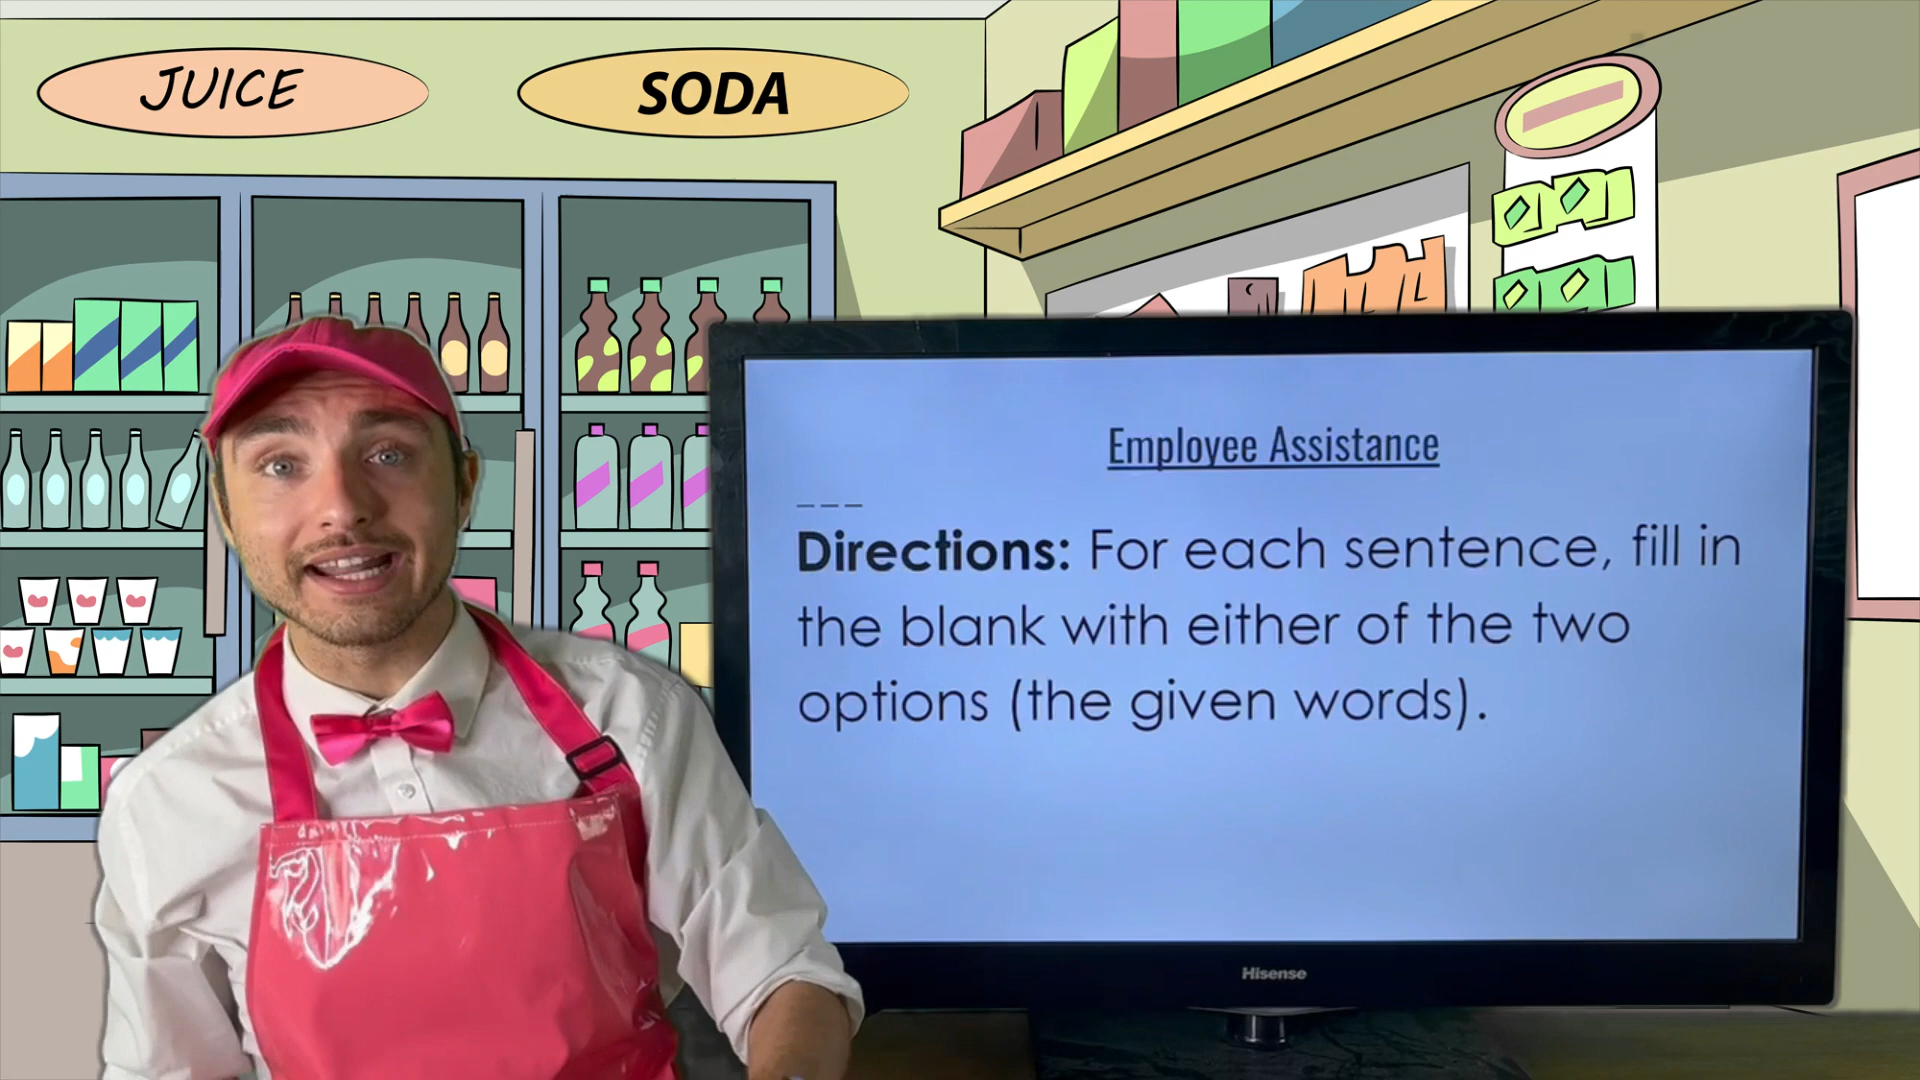 JUICE
SODA
Employee Assistance
Directions: For each sentence, fill in
the blank with either of the two
options (the given words).
Hisense